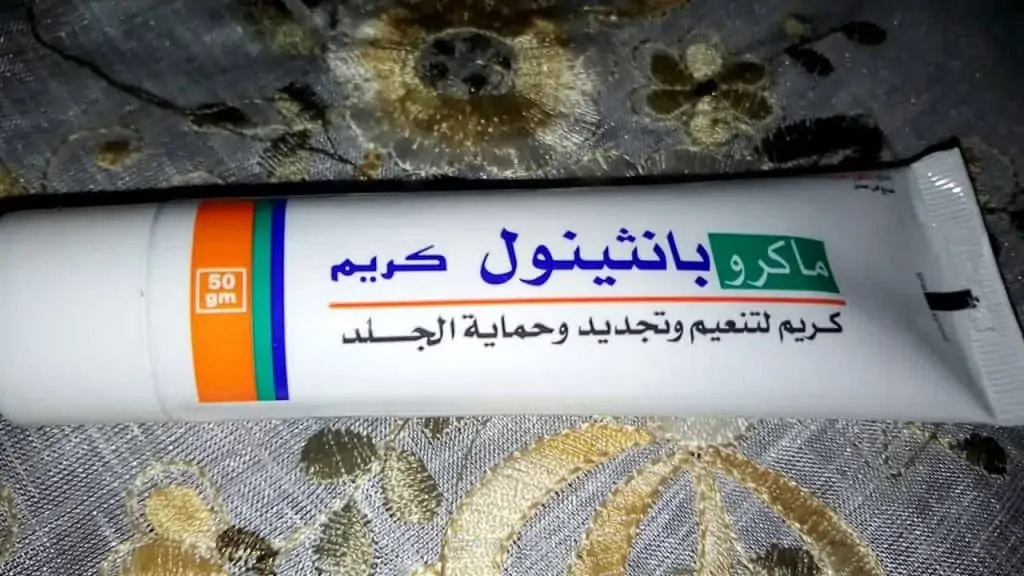 ماكرو بانثينول كريم
كريم لتنعيم وتجديد وحماية الجلد
50
gm